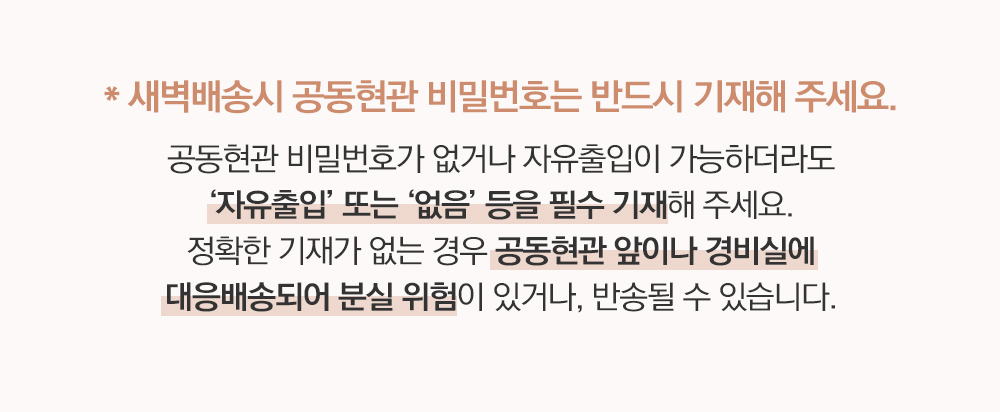 * 새벽배송시 공동현관 비밀번호는 반드시 기재해 주세요.
공동현관 비밀번호가 없거나 자유출입이 가능하더라도
‘자유출입’ 또는 ‘없음’ 등을 필수 기재해 주세요.
정확한 기재가 없는 경우 공동현관 앞이나 경비실에
대응배송되어 분실 위험이 있거나, 반송될 수 있습니다.